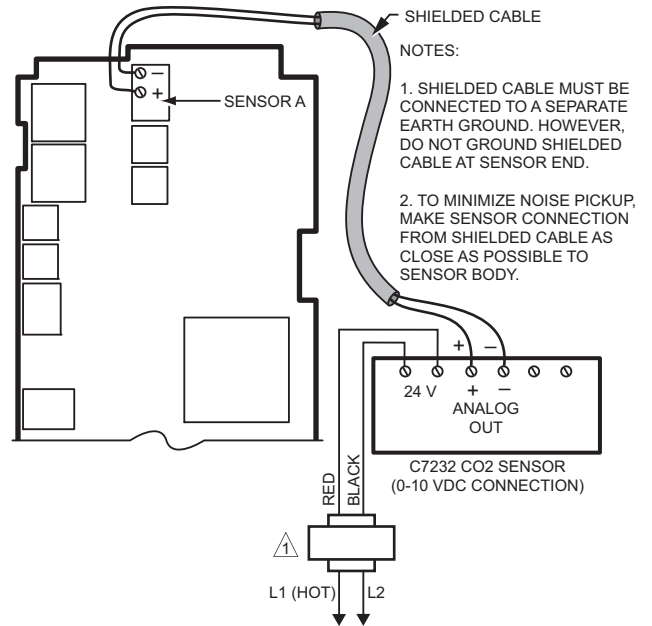 SHIELDED CABLE
NOTES:
1. SHIELDED CABLE MUST BE
CONNECTED TO A SEPARATE
EARTH GROUND. HOWEVER,
DO NOT GROUND SHIELDED
CABLE AT SENSOR END.
2. TO MINIMIZE NOISE PICKUP,
MAKE SENSOR CONNECTION
FROM SHIELDED CABLE AS
CLOSE AS POSSIBLE TO
SENSOR BODY.
–
+
SENSOR A
+ –
24 V + –
ANALOG
OUT
C7232 CO2 SENSOR
(0-10 VDC CONNECTION)
RED
BLACK
1
L1 (HOT) L2